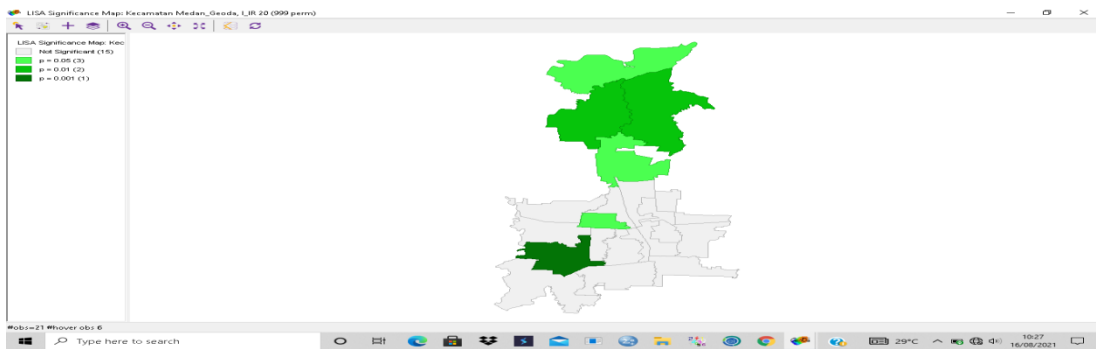 LISA Significance Map: Kecamatan Medan_Geoda, I_IR 20 (999 perm)
LISA Significance Map: Kec
Not Significant (15)
p = 0.05 (3)
p = 0.01 (2)
p = 0.001 (1)
#obs=21 #hover obs 6
Type here to search
29°C
10:27
16/08/2021